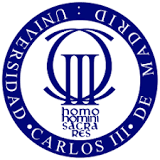 UNIVERSIDAD · CARLOS III · DE MADRID :
homo
homini
sacra
res